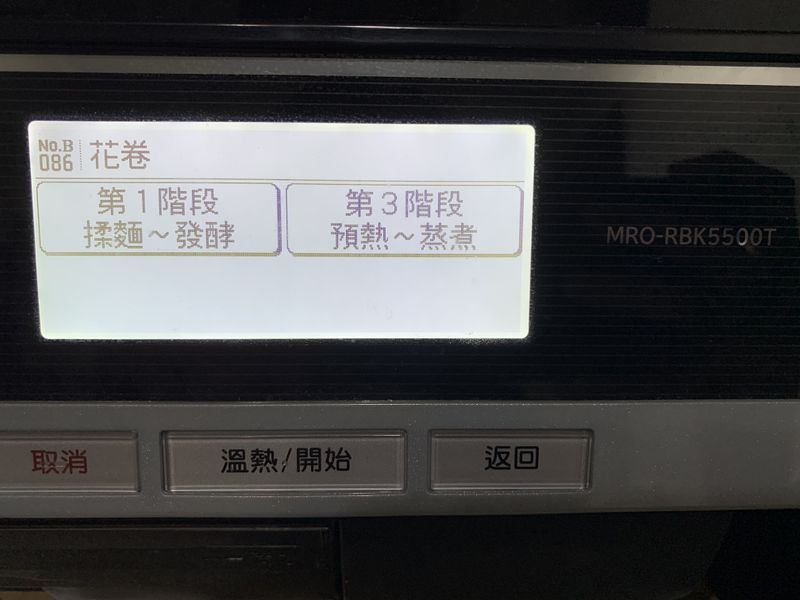 No.B
086 花卷
第1階段
揉麵～發酵
第3階段
預熱～蒸煮
MRO-RBK5500T
取消
溫熱/開始
返回